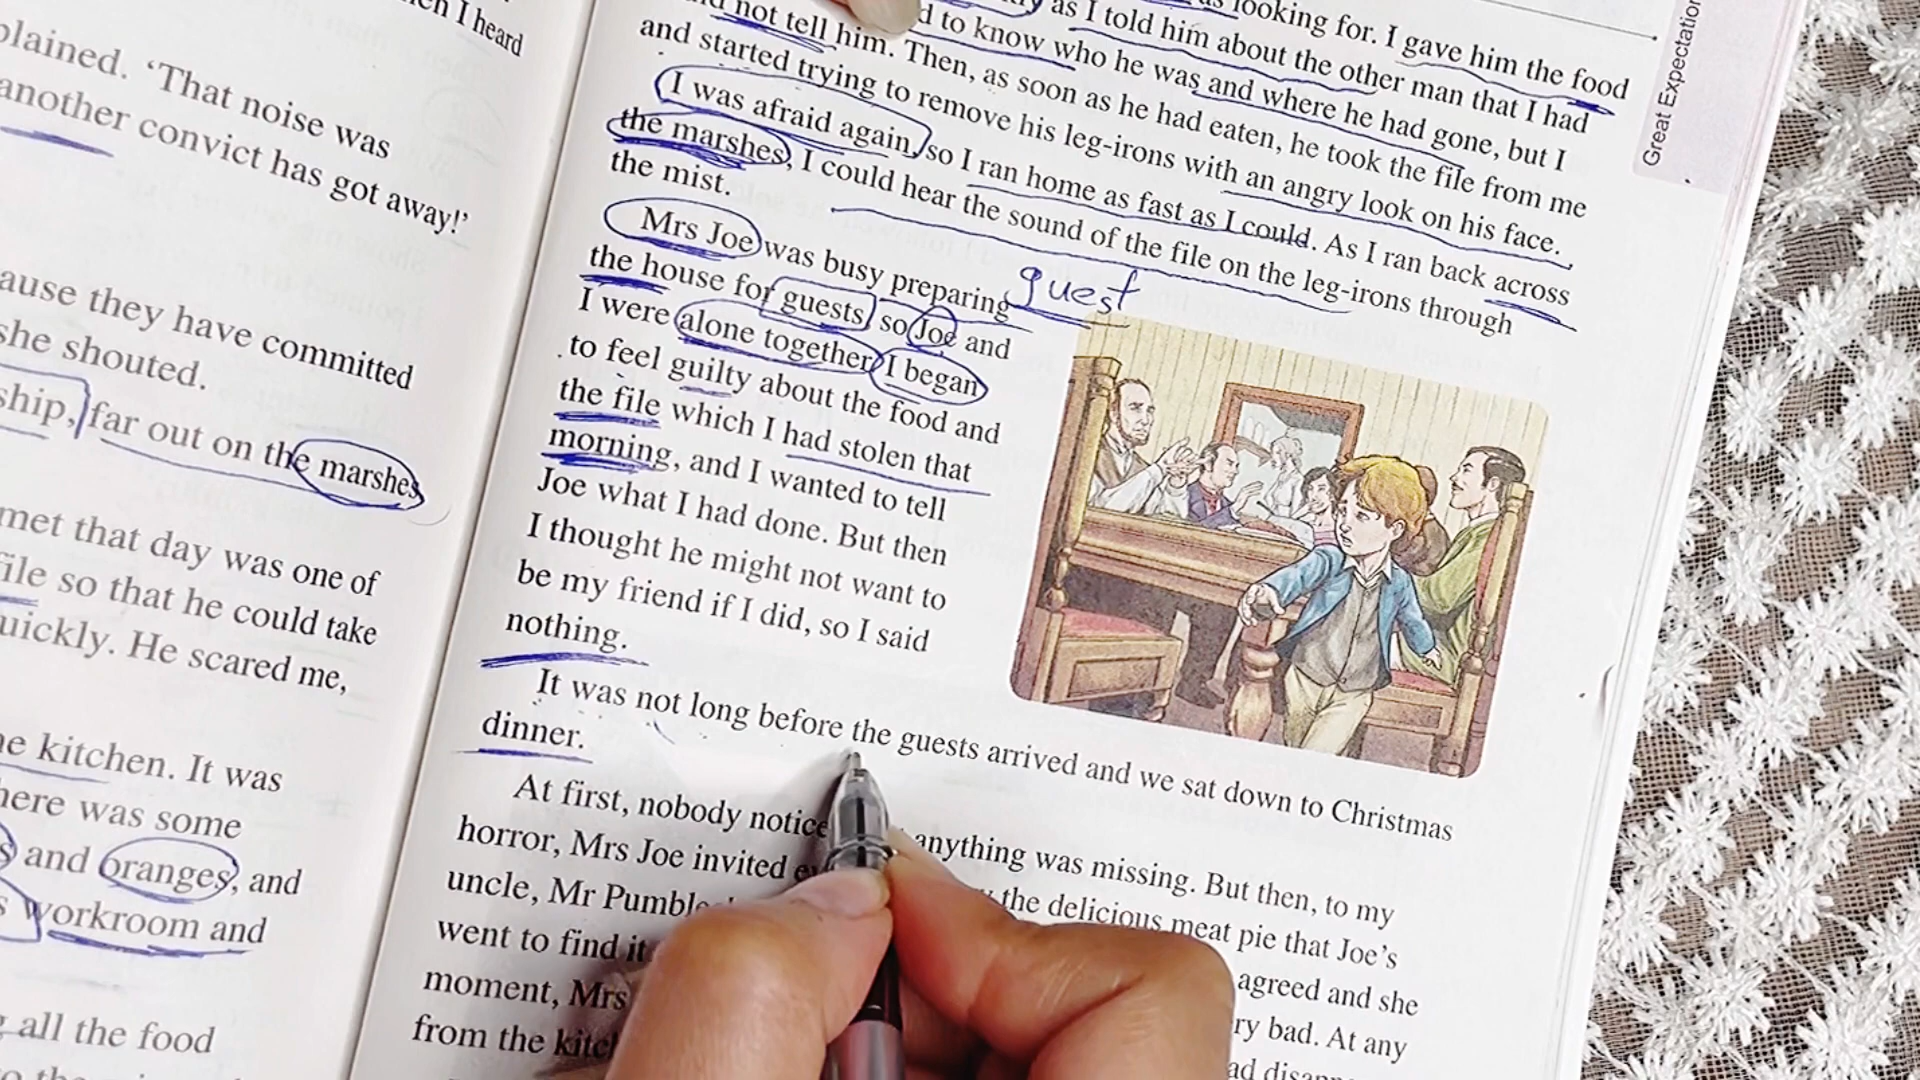 en I heard
plained. ‘That noise was
another convict has got away!’
ause they have committed
she shouted.
ship, far out on the marshes
met that day was one of
file so that he could take
uickly. He scared me,
he kitchen. It was
here was some
s and oranges, and
s workroom and
g all the food
looking for. I gave him the food
as I told him about the other man that I had
d to know who he was and where he had gone, but I
not tell him. Then, as soon as he had eaten, he took the file from me
and started trying to remove his leg-irons with an angry look on his face.
I was afraid again, so I ran home as fast as I could. As I ran back across
the marshes, I could hear the sound of the file on the leg-irons through
the mist.
Mrs Joe was busy preparing
guest
the house for guests, so Joe and
I were alone together. I began
to feel guilty about the food and
the file which I had stolen that
morning, and I wanted to tell
Joe what I had done. But then
I thought he might not want to
be my friend if I did, so I said
nothing.
It was not long before the guests arrived and we sat down to Christmas
dinner.
At first, nobody notice anything was missing. But then, to my
horror, Mrs Joe invited the delicious meat pie that Joe’s
uncle, Mr Pumble agreed and she
went to find it ry bad. At any
moment, Mrs ad disapp
from the kitc
Great Expectation